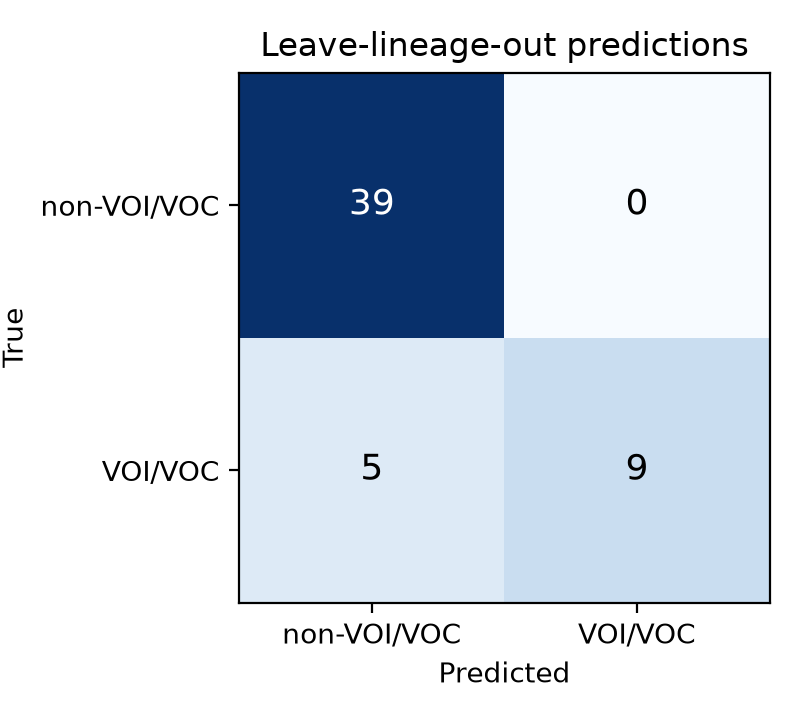 Leave-lineage-out predictions
True
non-VOI/VOC
39
0
VOI/VOC
5
9
non-VOI/VOC
VOI/VOC
Predicted